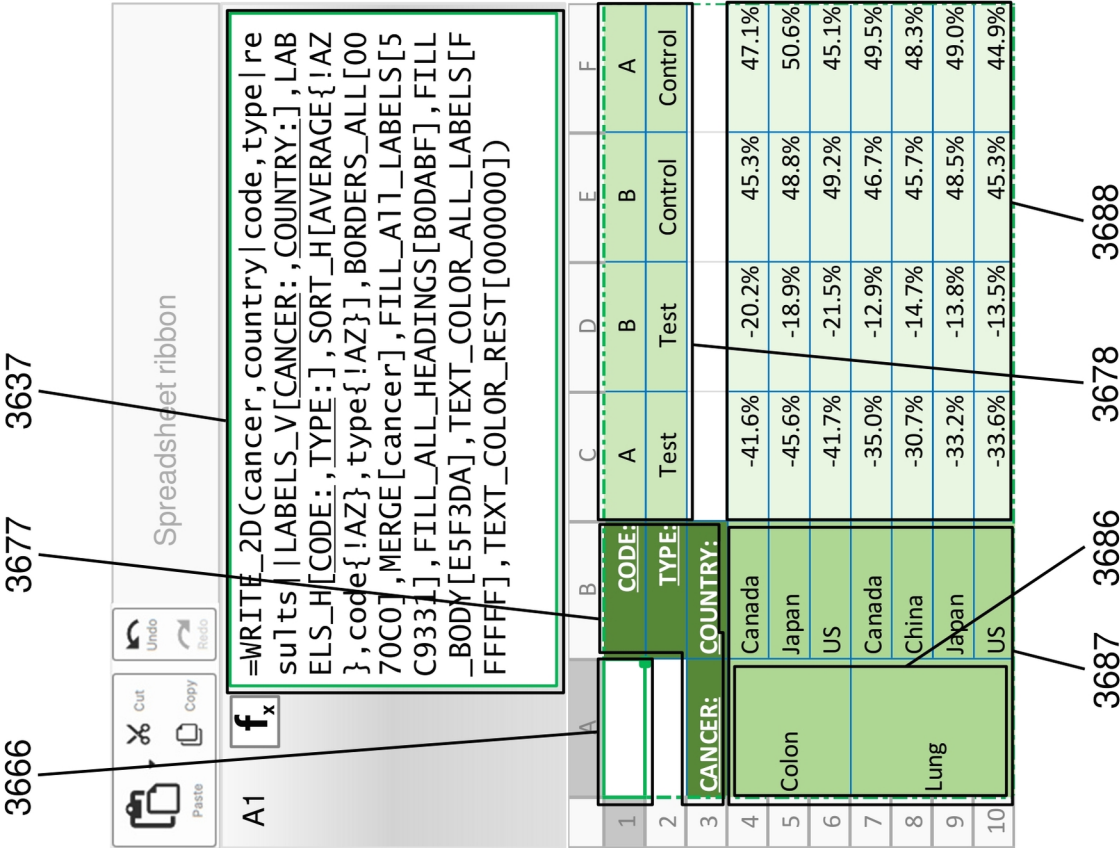 3666 3677 3637
Paste Cut Copy Undo Redo Spreadsheet ribbon
A1 fx
=WRITE_2D(cancer,country|code,type|re
sults||LABELS_V[CANCER:,COUNTRY:],LAB
ELS_H[CODE:,TYPE:],SORT_H[AVERAGE{!AZ
},code{!AZ},type{!AZ}],BORDERS_ALL[00
70C0],MERGE[cancer],FILL_All_LABELS[5
C9333],FILL_ALL_HEADINGS[BODABF],FILL
_BODY[E5F3DA],TEXT_COLOR_ALL_LABELS[F
FFFFF],TEXT_COLOR_REST[000000])
A B C D E F
1 CODE: A B B A
2 TYPE: Test Test Control Control
3 CANCER: COUNTRY:
4 Canada -41.6% -20.2% 45.3% 47.1%
5 Colon Japan -45.6% -18.9% 48.8% 50.6%
6 US -41.7% -21.5% 49.2% 45.1%
7 Canada -35.0% -12.9% 46.7% 49.5%
8 Lung China -30.7% -14.7% 45.7% 48.3%
9 Japan -33.2% -13.8% 48.5% 49.0%
10 US -33.6% -13.5% 45.3% 44.9%
3687 3686 3678 3688